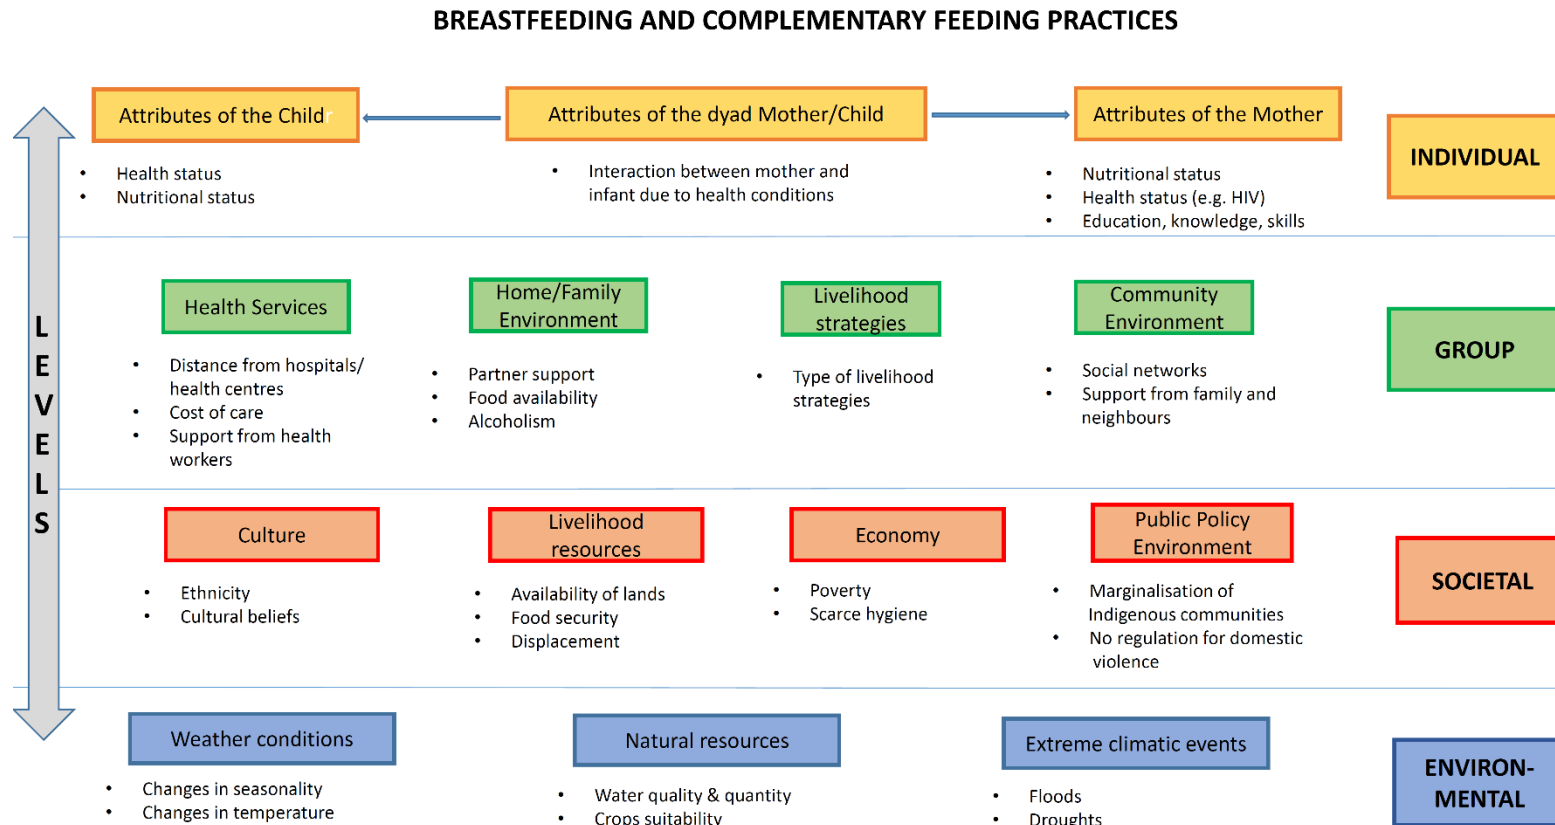 BREASTFEEDING AND COMPLEMENTARY FEEDING PRACTICES
LEVELS
Attributes of the Childr
Attributes of the dyad Mother/Child
Attributes of the Mother
INDIVIDUAL
• Health status
• Nutritional status
• Interaction between mother and
infant due to health conditions
• Nutritional status
• Health status (e.g. HIV)
• Education, knowledge, skills
Health Services
Home/Family
Environment
Livelihood
strategies
Community
Environment
GROUP
• Distance from hospitals/
health centres
• Cost of care
• Support from health
workers
• Partner support
• Food availability
• Alcoholism
• Type of livelihood
strategies
• Social networks
• Support from family and
neighbours
Culture
Livelihood
resources
Economy
Public Policy
Environment
SOCIETAL
• Ethnicity
• Cultural beliefs
• Availability of lands
• Food security
• Displacement
• Poverty
• Scarce hygiene
• Marginalisation of
Indigenous communities
• No regulation for domestic
violence
Weather conditions
Natural resources
Extreme climatic events
ENVIRON-
MENTAL
• Changes in seasonality
• Changes in temperature
• Water quality & quantity
• Crops suitability
• Floods
• Droughts